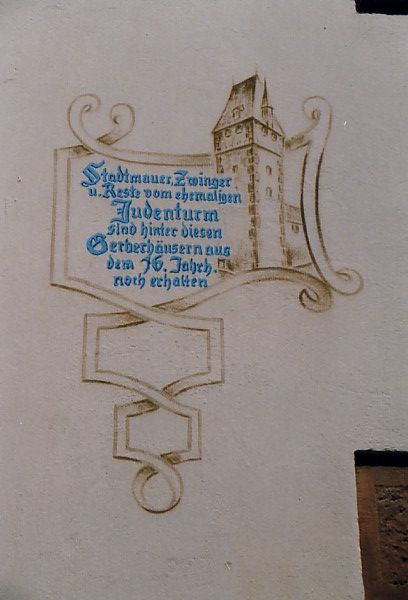 Stadtmauer, Zwinger
u. Reste vom ehemaligen
Judenturm
sind hinter diesen
Gerberhäusern aus
dem 16. Jahrh.
noch erhalten